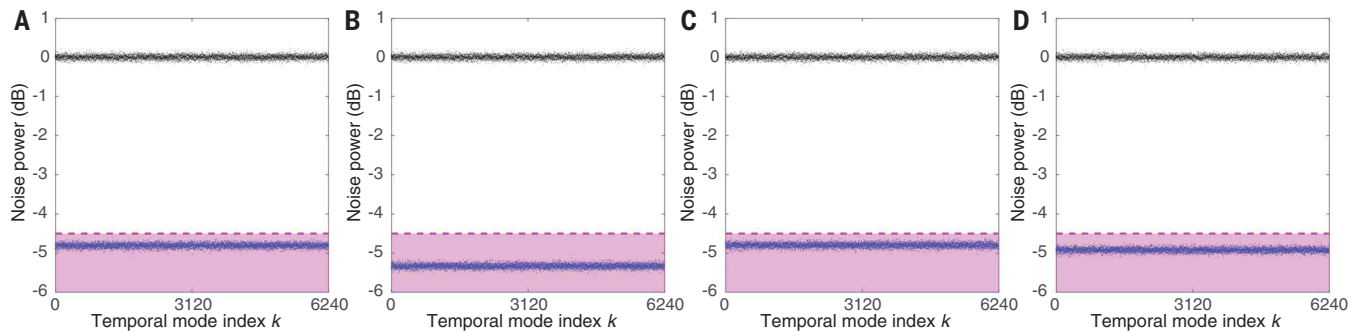 A B C D
1 1 1 1
0 0 0 0
-1 -1 -1 -1
-2 -2 -2 -2
-3 -3 -3 -3
-4 -4 -4 -4
-5 -5 -5 -5
-6 -6 -6 -6
Noise power (dB) Noise power (dB) Noise power (dB) Noise power (dB)
0 3120 6240 0 3120 6240 0 3120 6240 0 3120 6240
Temporal mode index k Temporal mode index k Temporal mode index k Temporal mode index k